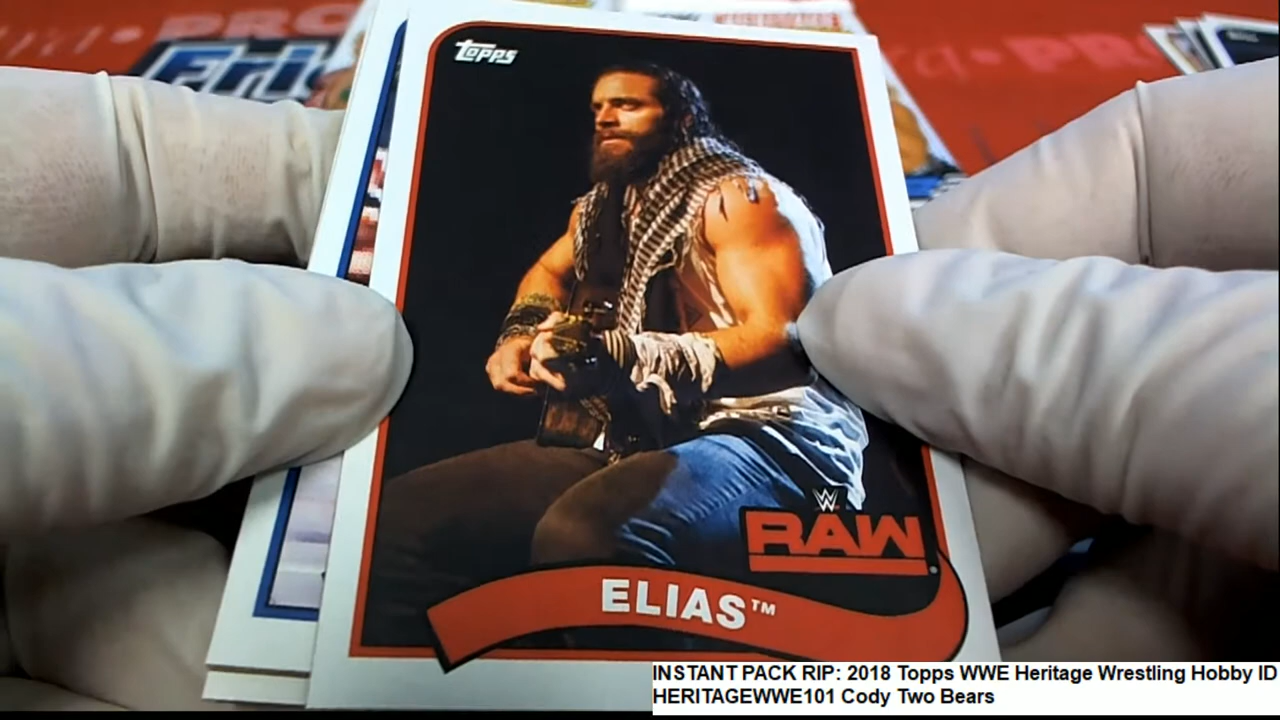 topps
W
RAW
ELIAS™
INSTANT PACK RIP: 2018 Topps WWE Heritage Wrestling Hobby ID
HERITAGEWWE101 Cody Two Bears